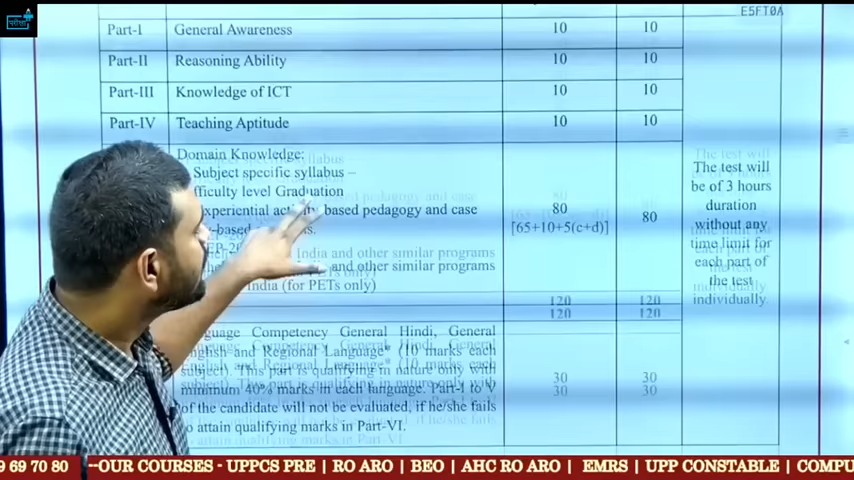 परीक्षा
E5FT0A
Part-I General Awareness 10 10
Part-II Reasoning Ability 10 10
Part-III Knowledge of ICT 10 10
Part-IV Teaching Aptitude 10 10
Domain Knowledge:
Subject specific syllabus –
difficulty level Graduation
based pedagogy and case
80
[65+10+5(c+d)]
80
and other similar programs
India (for PETs only)
The test will
be of 3 hours
duration
without any
time limit for
each part of
the test
individually.
120 120
Competency General Hindi, General
English and Regional Language* (10 marks each
subject). This part is qualifying in nature only with
minimum 40% marks in each language. Part-I to V
of the candidate will not be evaluated, if he/she fails
to attain qualifying marks in Part-VI.
30 30
9 69 70 80 --OUR COURSES - UPPCS PRE | RO ARO | BEO | AHC RO ARO | EMRS | UPP CONSTABLE | COMPU